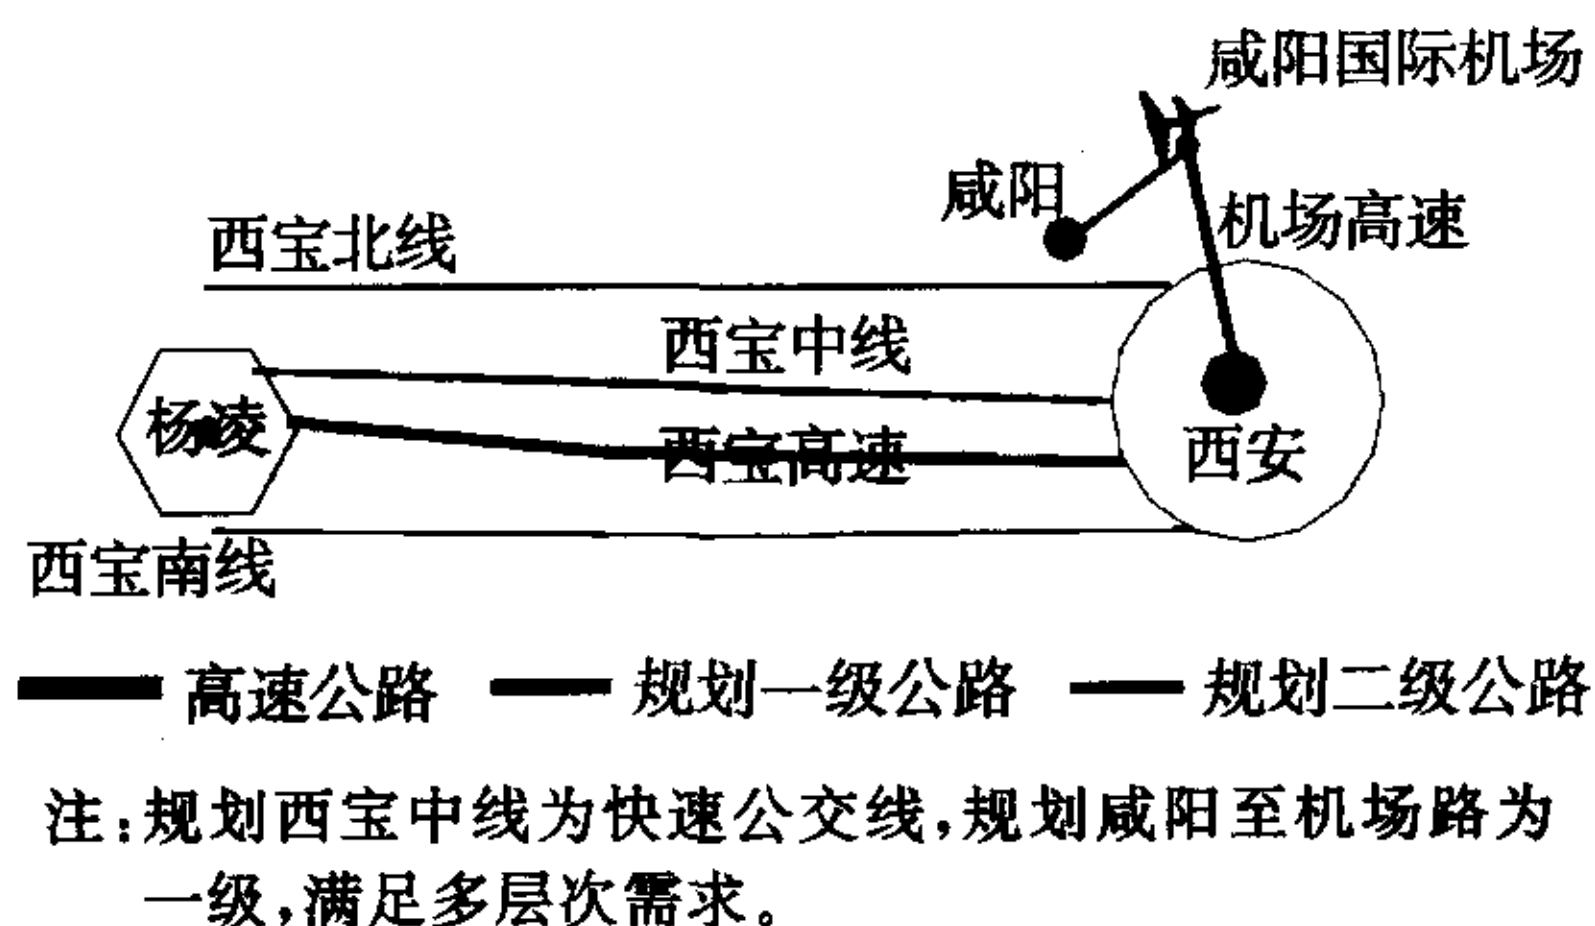 咸阳国际机场
咸阳
机场高速
西宝北线
西宝中线
杨凌
西宝高速
西安
西宝南线
高速公路 规划一级公路 规划二级公路
注:规划西宝中线为快速公交线,规划咸阳至机场路为
一级,满足多层次需求。